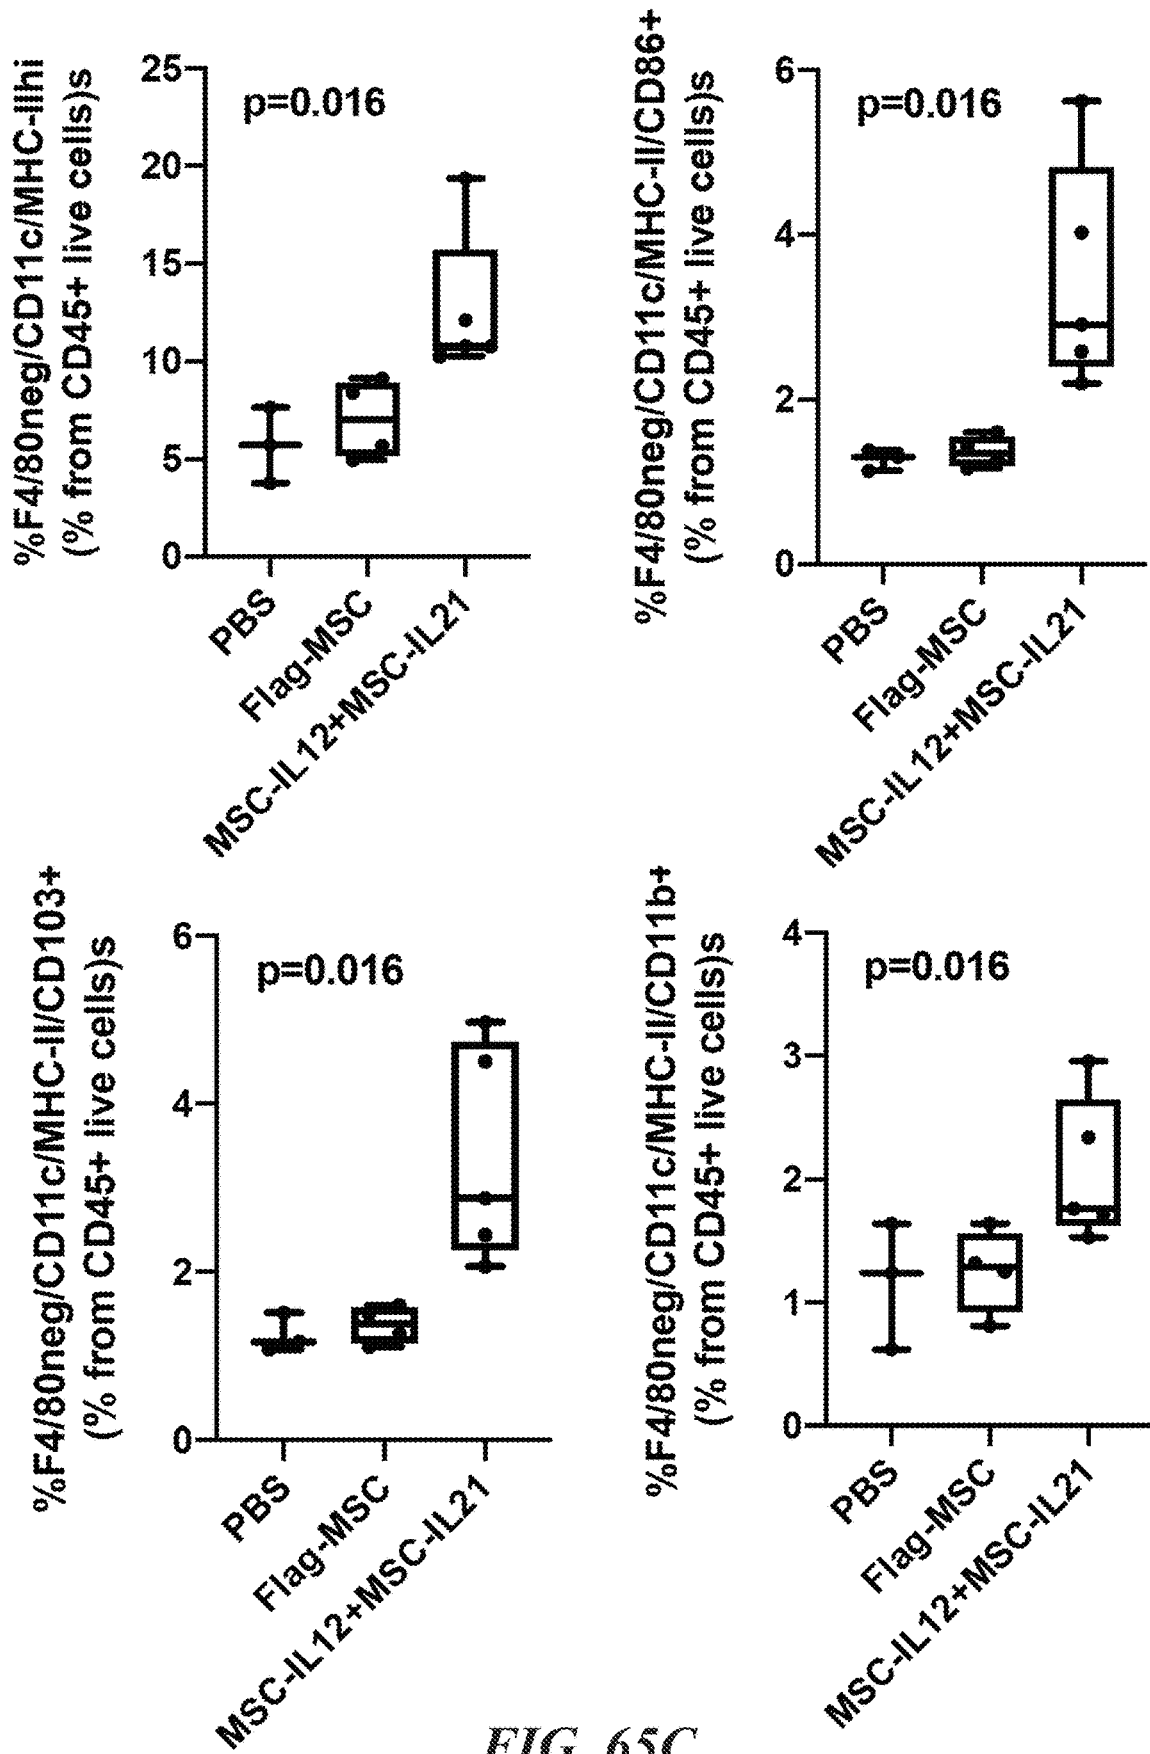 %F4/80neg/CD11c/MHC-IIhi
(% from CD45+ live cells)s
25
20
15
10
5
0
p=0.016
PBS
Flag-MSC
MSC-IL12+MSC-IL21
%F4/80neg/CD11c/MHC-II/CD86+
(% from CD45+ live cells)s
6
4
2
0
p=0.016
PBS
Flag-MSC
MSC-IL12+MSC-IL21
%F4/80neg/CD11c/MHC-II/CD103+
(% from CD45+ live cells)s
6
4
2
0
p=0.016
PBS
Flag-MSC
MSC-IL12+MSC-IL21
%F4/80neg/CD11c/MHC-II/CD11b+
(% from CD45+ live cells)s
4
3
2
1
0
p=0.016
PBS
Flag-MSC
MSC-IL12+MSC-IL21
FIG. 65C